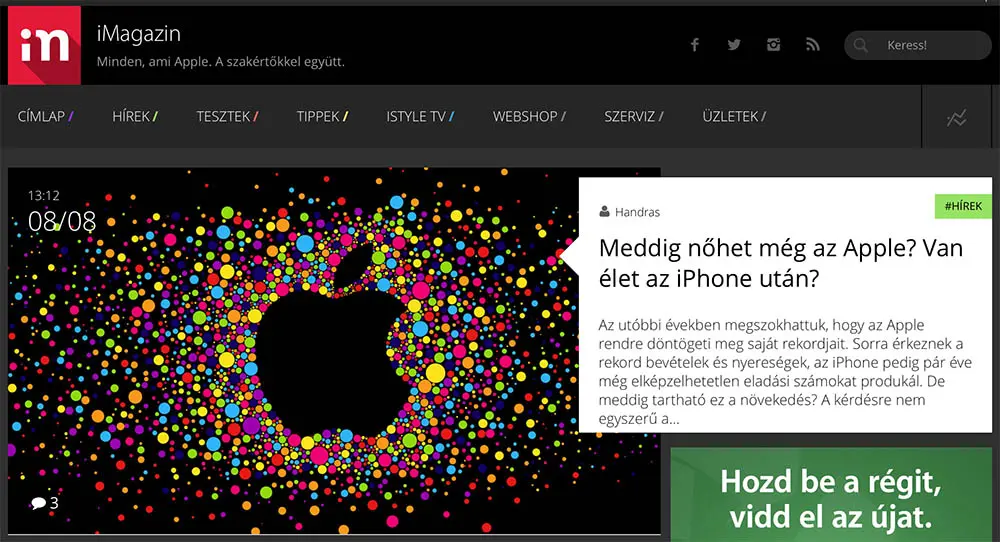 im
iMagazin
Minden, ami Apple. A szakértőkkel együtt.
Keress!
CÍMLAP / HÍREK / TESZTEK / TIPPEK / ISTYLE TV / WEBSHOP / SZERVIZ / ÜZLETEK /
13:12
08/08
Handras
#HÍREK
Meddig nőhet még az Apple? Van
élet az iPhone után?
Az utóbbi években megszokhattuk, hogy az Apple
rendre döntögeti meg saját rekordjait. Sorra érkeznek a
rekord bevételek és nyereségek, az iPhone pedig pár éve
még elképzelhetetlen eladási számokat produkál. De
meddig tartható ez a növekedés? A kérdésre nem
egyszerű a...
3
Hozd be a régit,
vidd el az újat.